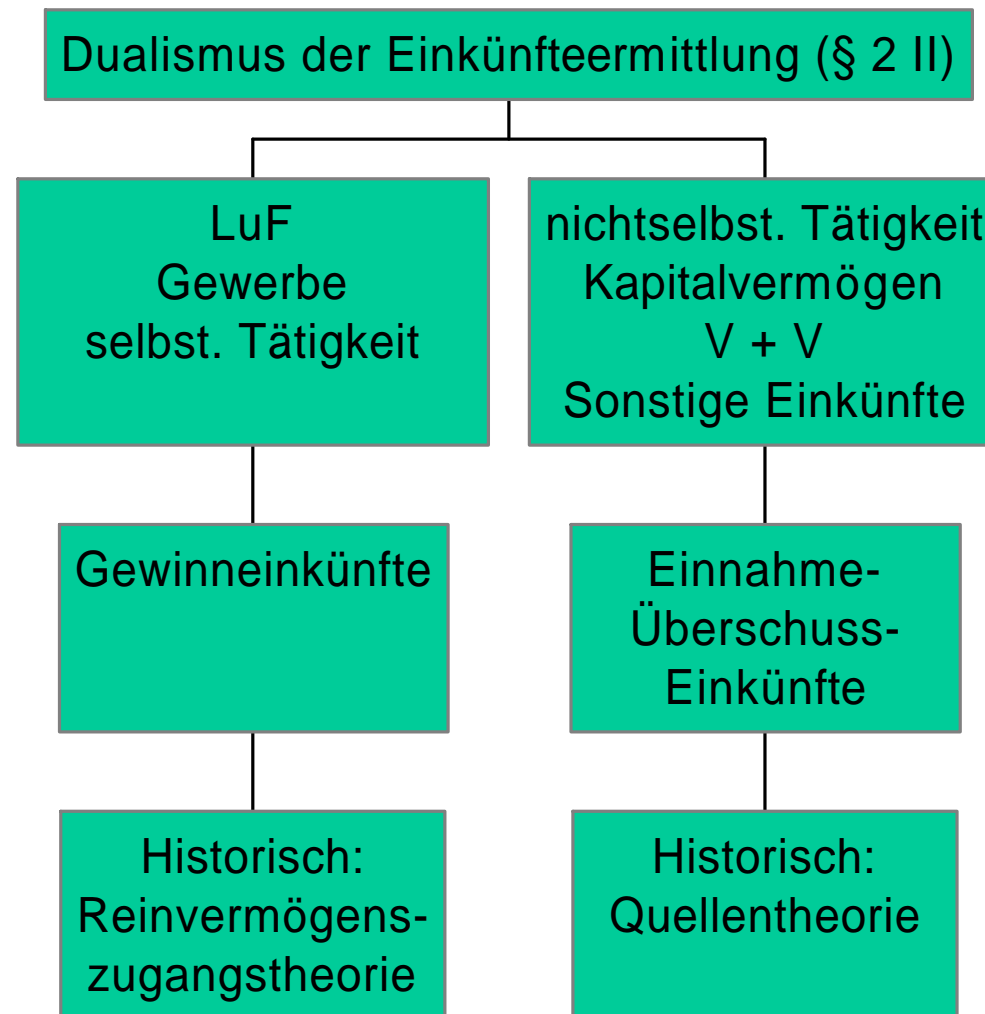 Dualismus der Einkünfteermittlung (§ 2 II)
LuF
Gewerbe
selbst. Tätigkeit
nichtselbst. Tätigkeit
Kapitalvermögen
V + V
Sonstige Einkünfte
Gewinneinkünfte
Einnahme-
Überschuss-
Einkünfte
Historisch:
Reinvermögens-
zugangstheorie
Historisch:
Quellentheorie